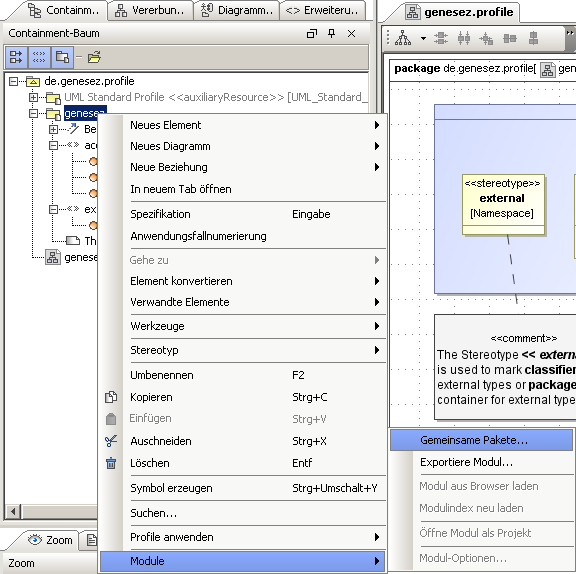 Containm..
Vererbun..
Diagramm..
<> Erweiteru..
Containment-Baum
de.genesez.profile
UML Standard Profile <<auxiliaryResource>> [UML_Standard_
genesez
Be
<> acc
<> ex
Th
genese
Neues Element
Neues Diagramm
Neue Beziehung
In neuem Tab öffnen
Spezifikation Eingabe
Anwendungsfallnumerierung
Gehe zu
Element konvertieren
Verwandte Elemente
Werkzeuge
Stereotyp
Umbenennen F2
Kopieren Strg+C
Einfügen Strg+V
Auschneiden Strg+X
Löschen Entf
Symbol erzeugen Strg+Umschalt+Y
Suchen...
Profile anwenden
Module
Gemeinsame Pakete...
Exportiere Modul...
Modul aus Browser laden
Modulindex neu laden
Öffne Modul als Projekt
Modul-Optionen...
Zoom
Zoom
genesez.profile
package de.genesez.profile[ gen
<<stereotype>>
external
[Namespace]
<<comment>>
The Stereotype << externa
is used to mark classifier
external types or package
container for external type